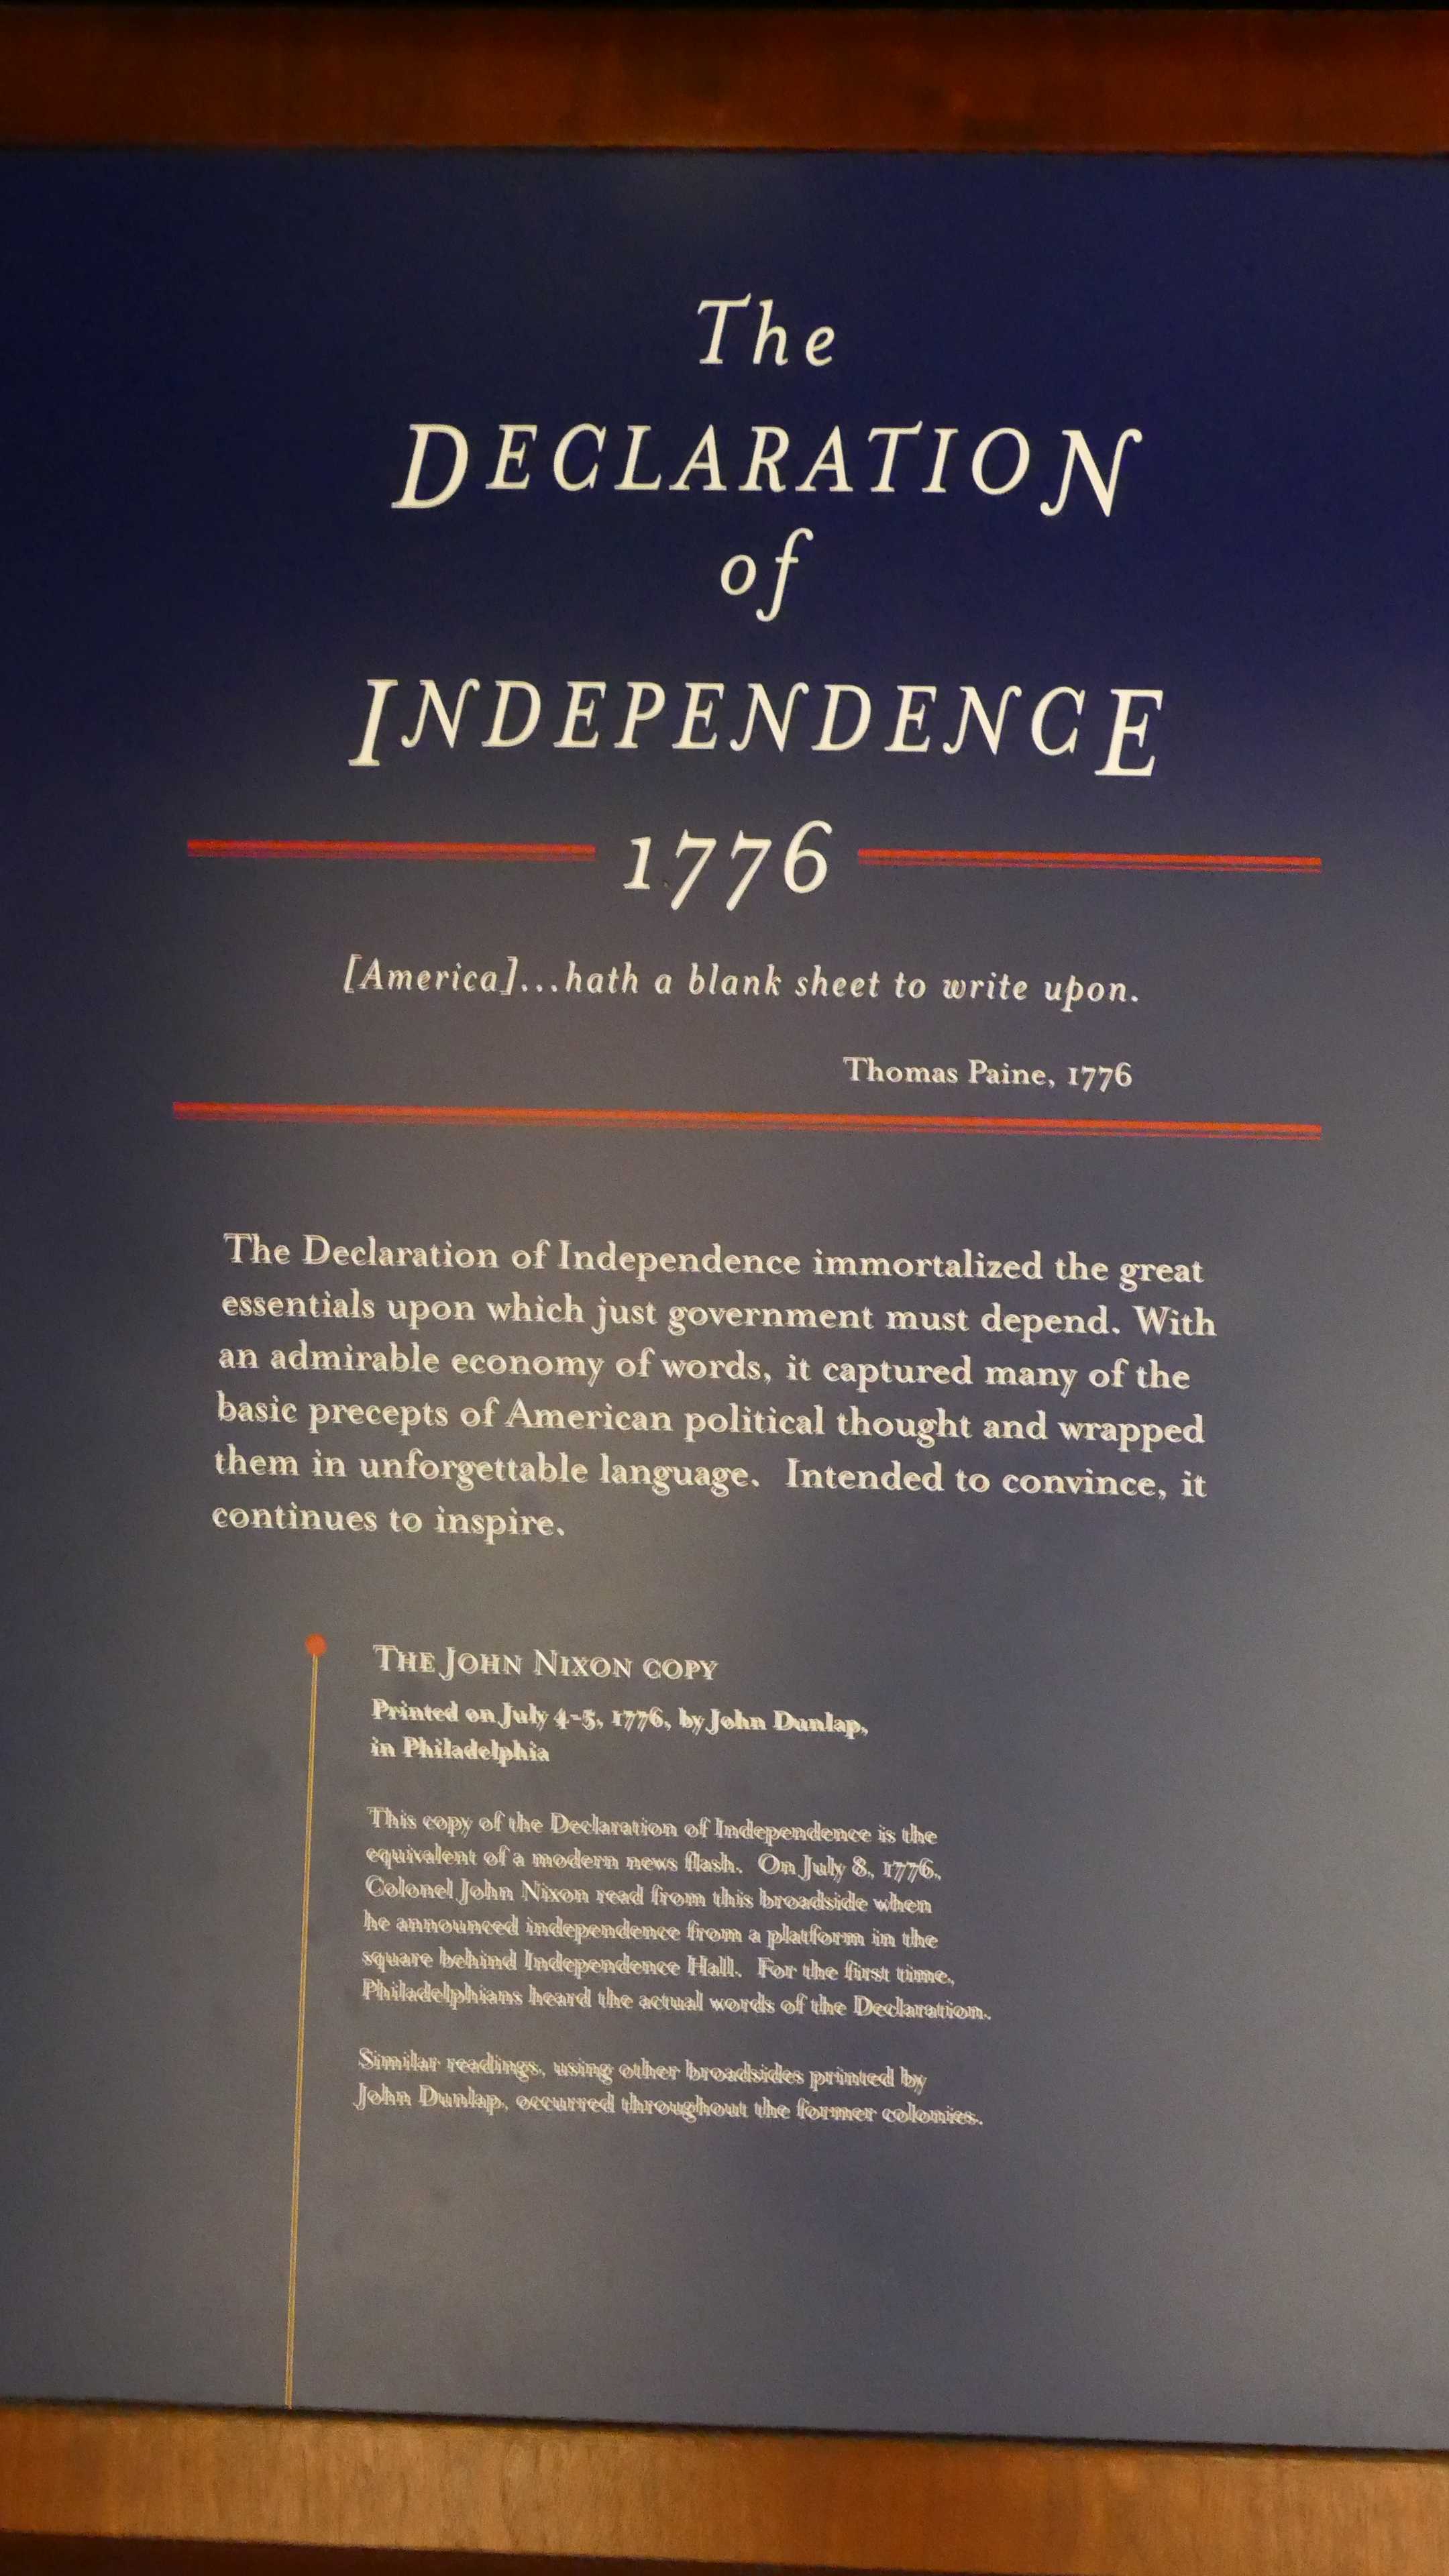 The
DECLARATION
of
INDEPENDENCE
1776
[America]...hath a blank sheet to write upon.
Thomas Paine, 1776
The Declaration of Independence immortalized the great
essentials upon which just government must depend. With
an admirable economy of words, it captured many of the
basic precepts of American political thought and wrapped
them in unforgettable language.  Intended to convince, it
continues to inspire.
THE JOHN NIXON COPY
Printed on July 4-5, 1776, by John Dunlap,
in Philadelphia
This copy of the Declaration of Independence is the
equivalent of a modern news flash.  On July 8, 1776,
Colonel John Nixon read from this broadside when
he announced independence from a platform in the
square behind Independence Hall.  For the first time,
Philadelphians heard the actual words of the Declaration.
Similar readings, using other broadsides printed by
John Dunlap, occurred throughout the former colonies.